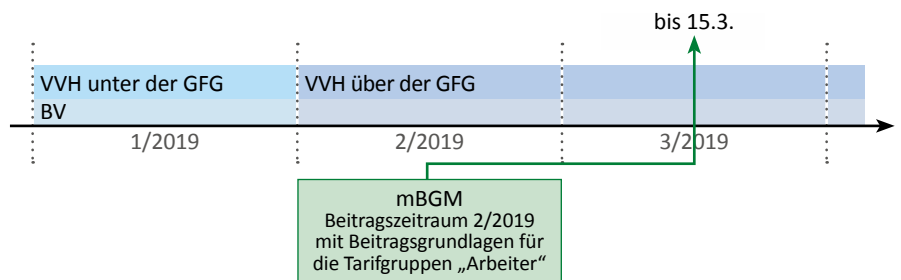 bis 15.3.
VVH unter der GFG
VVH über der GFG
BV
1/2019
2/2019
3/2019
mBGM
Beitragszeitraum 2/2019
mit Beitragsgrundlagen für
die Tarifgruppen „Arbeiter“